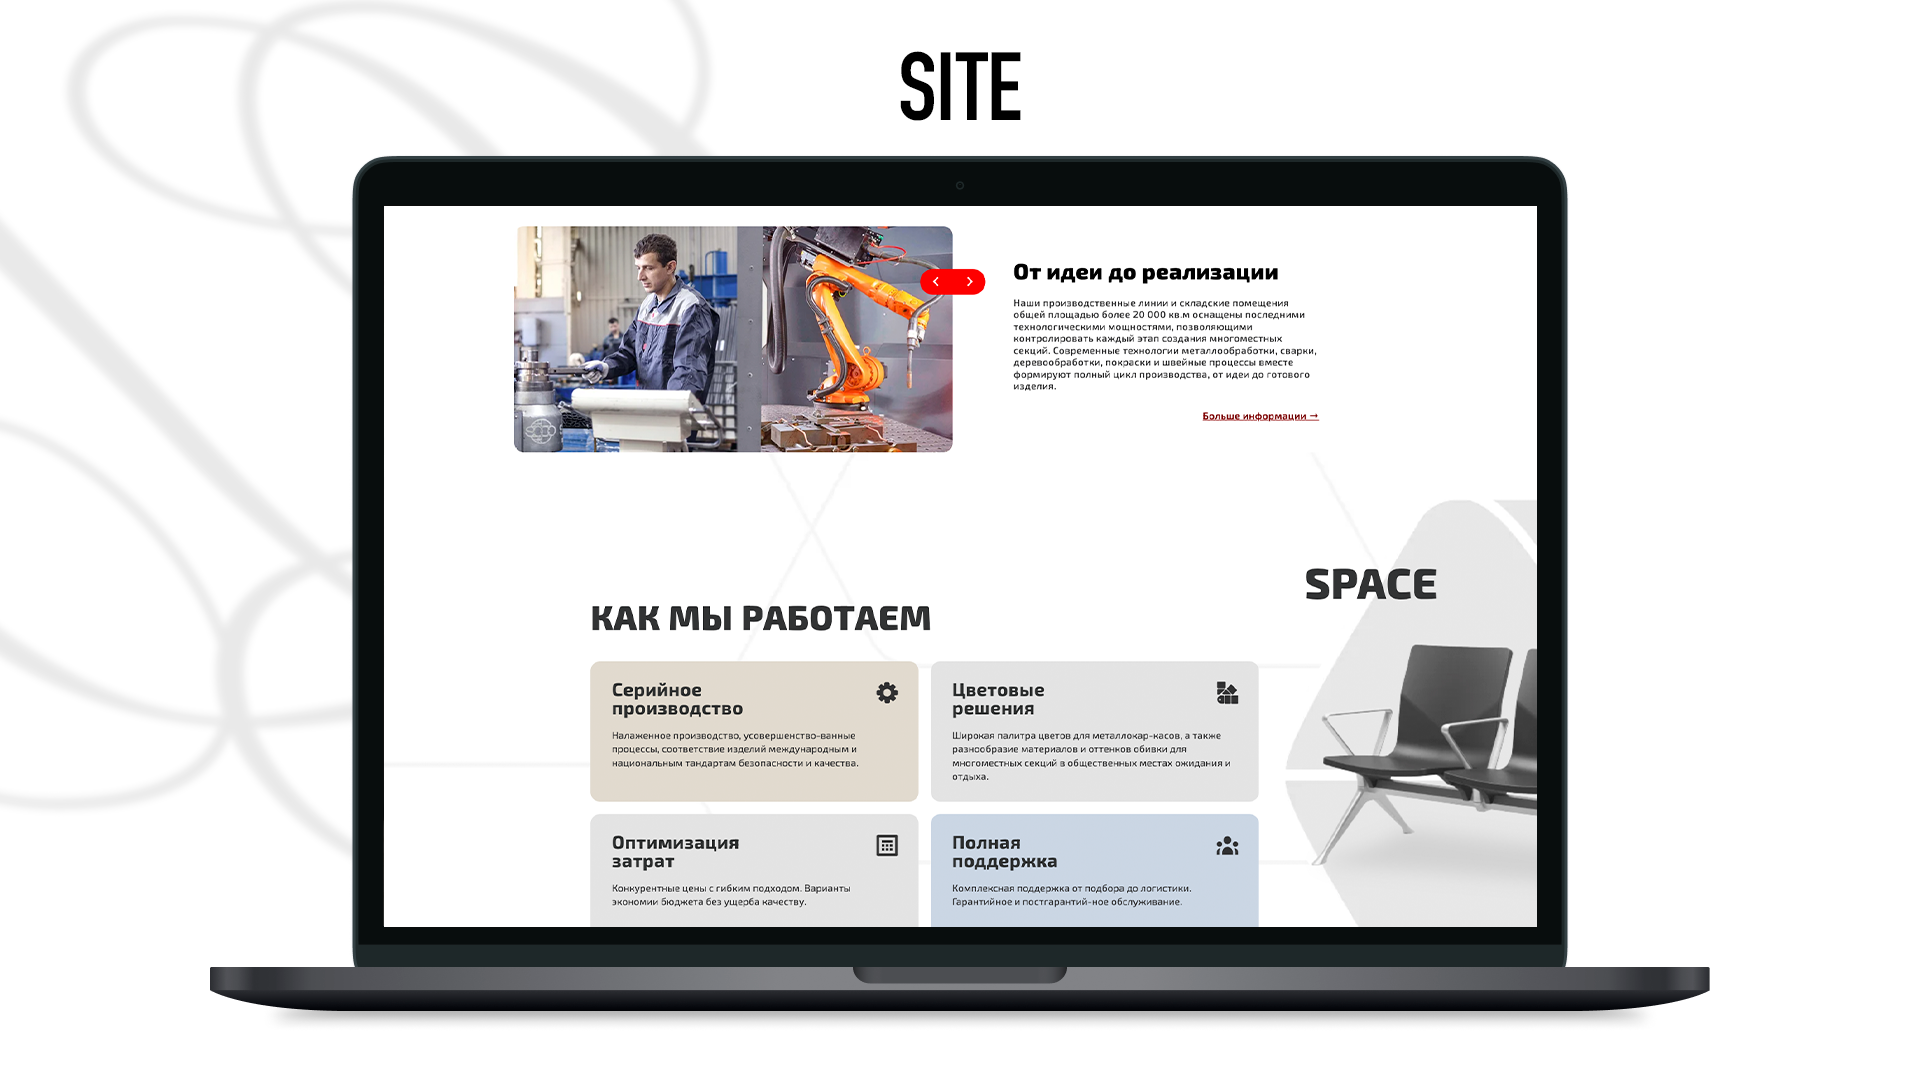 SITE
От идеи до реализации
Наши производственные линии и складские помещения
общей площадью более 20 000 кв.м оснащены последними
технологическими мощностями, позволяющими
контролировать каждый этап создания многоместных
секций. Современные технологии металлообработки, сварки,
деревообработки, покраски и швейные процессы вместе
формируют полный цикл производства, от идеи до готового
изделия.
Больше информации →
SPACE
КАК МЫ РАБОТАЕМ
Серийное
производство
Налаженное производство, усовершенство-ванные
процессы, соответствие изделий международным и
национальным тандартам безопасности и качества.
Цветовые
решения
Широкая палитра цветов для металлокар-касов, а также
разнообразие материалов и оттенков обивки для
многоместных секций в общественных местах ожидания и
отдыха.
Оптимизация
затрат
Конкурентные цены с гибким подходом. Варианты
экономии бюджета без ущерба качеству.
Полная
поддержка
Комплексная поддержка от подбора до логистики.
Гарантийное и постгарантий-ное обслуживание.